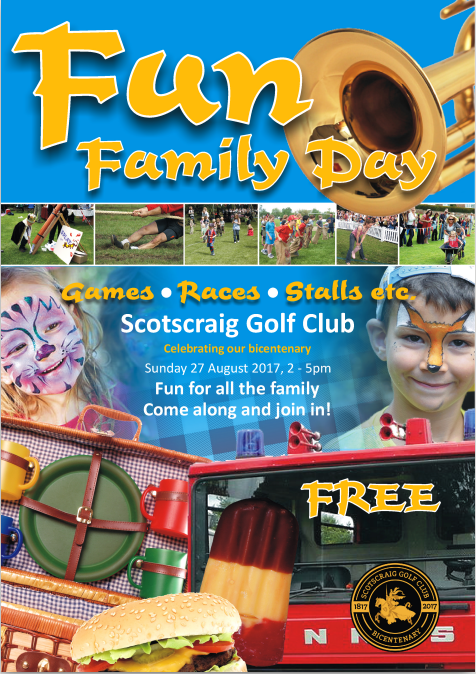 Fun
Family Day
Games • Races • Stalls etc.
Scotscraig Golf Club
Celebrating our bicentenary
Sunday 27 August 2017, 2 - 5pm
Fun for all the family
Come along and join in!
FREE
SCOTSCRAIG GOLF CLUB
1817 2017
BICENTENARY
N N S